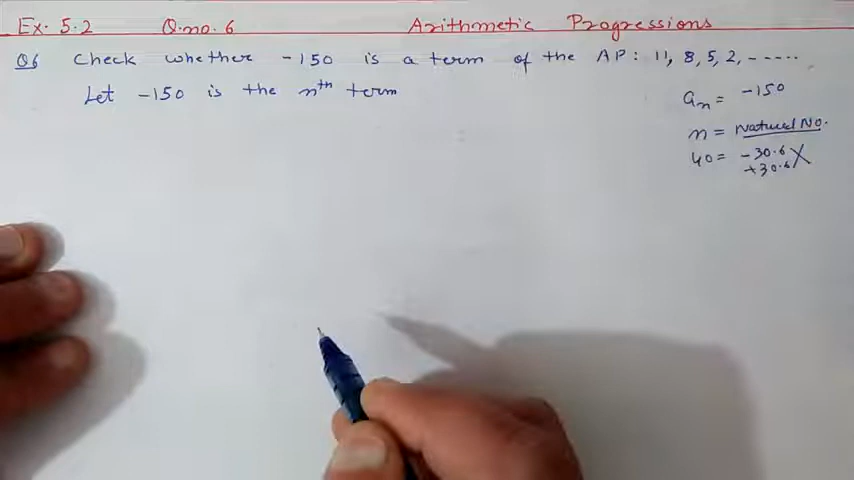 Ex. 5.2 Q.no. 6 Arithmetic Progressions
Q6 Check whether -150 is a term of the AP: 11, 8, 5, 2, -----
Let -150 is the nth term
an = -150
n = Natural No.
40 = -30.6 X
+30.6